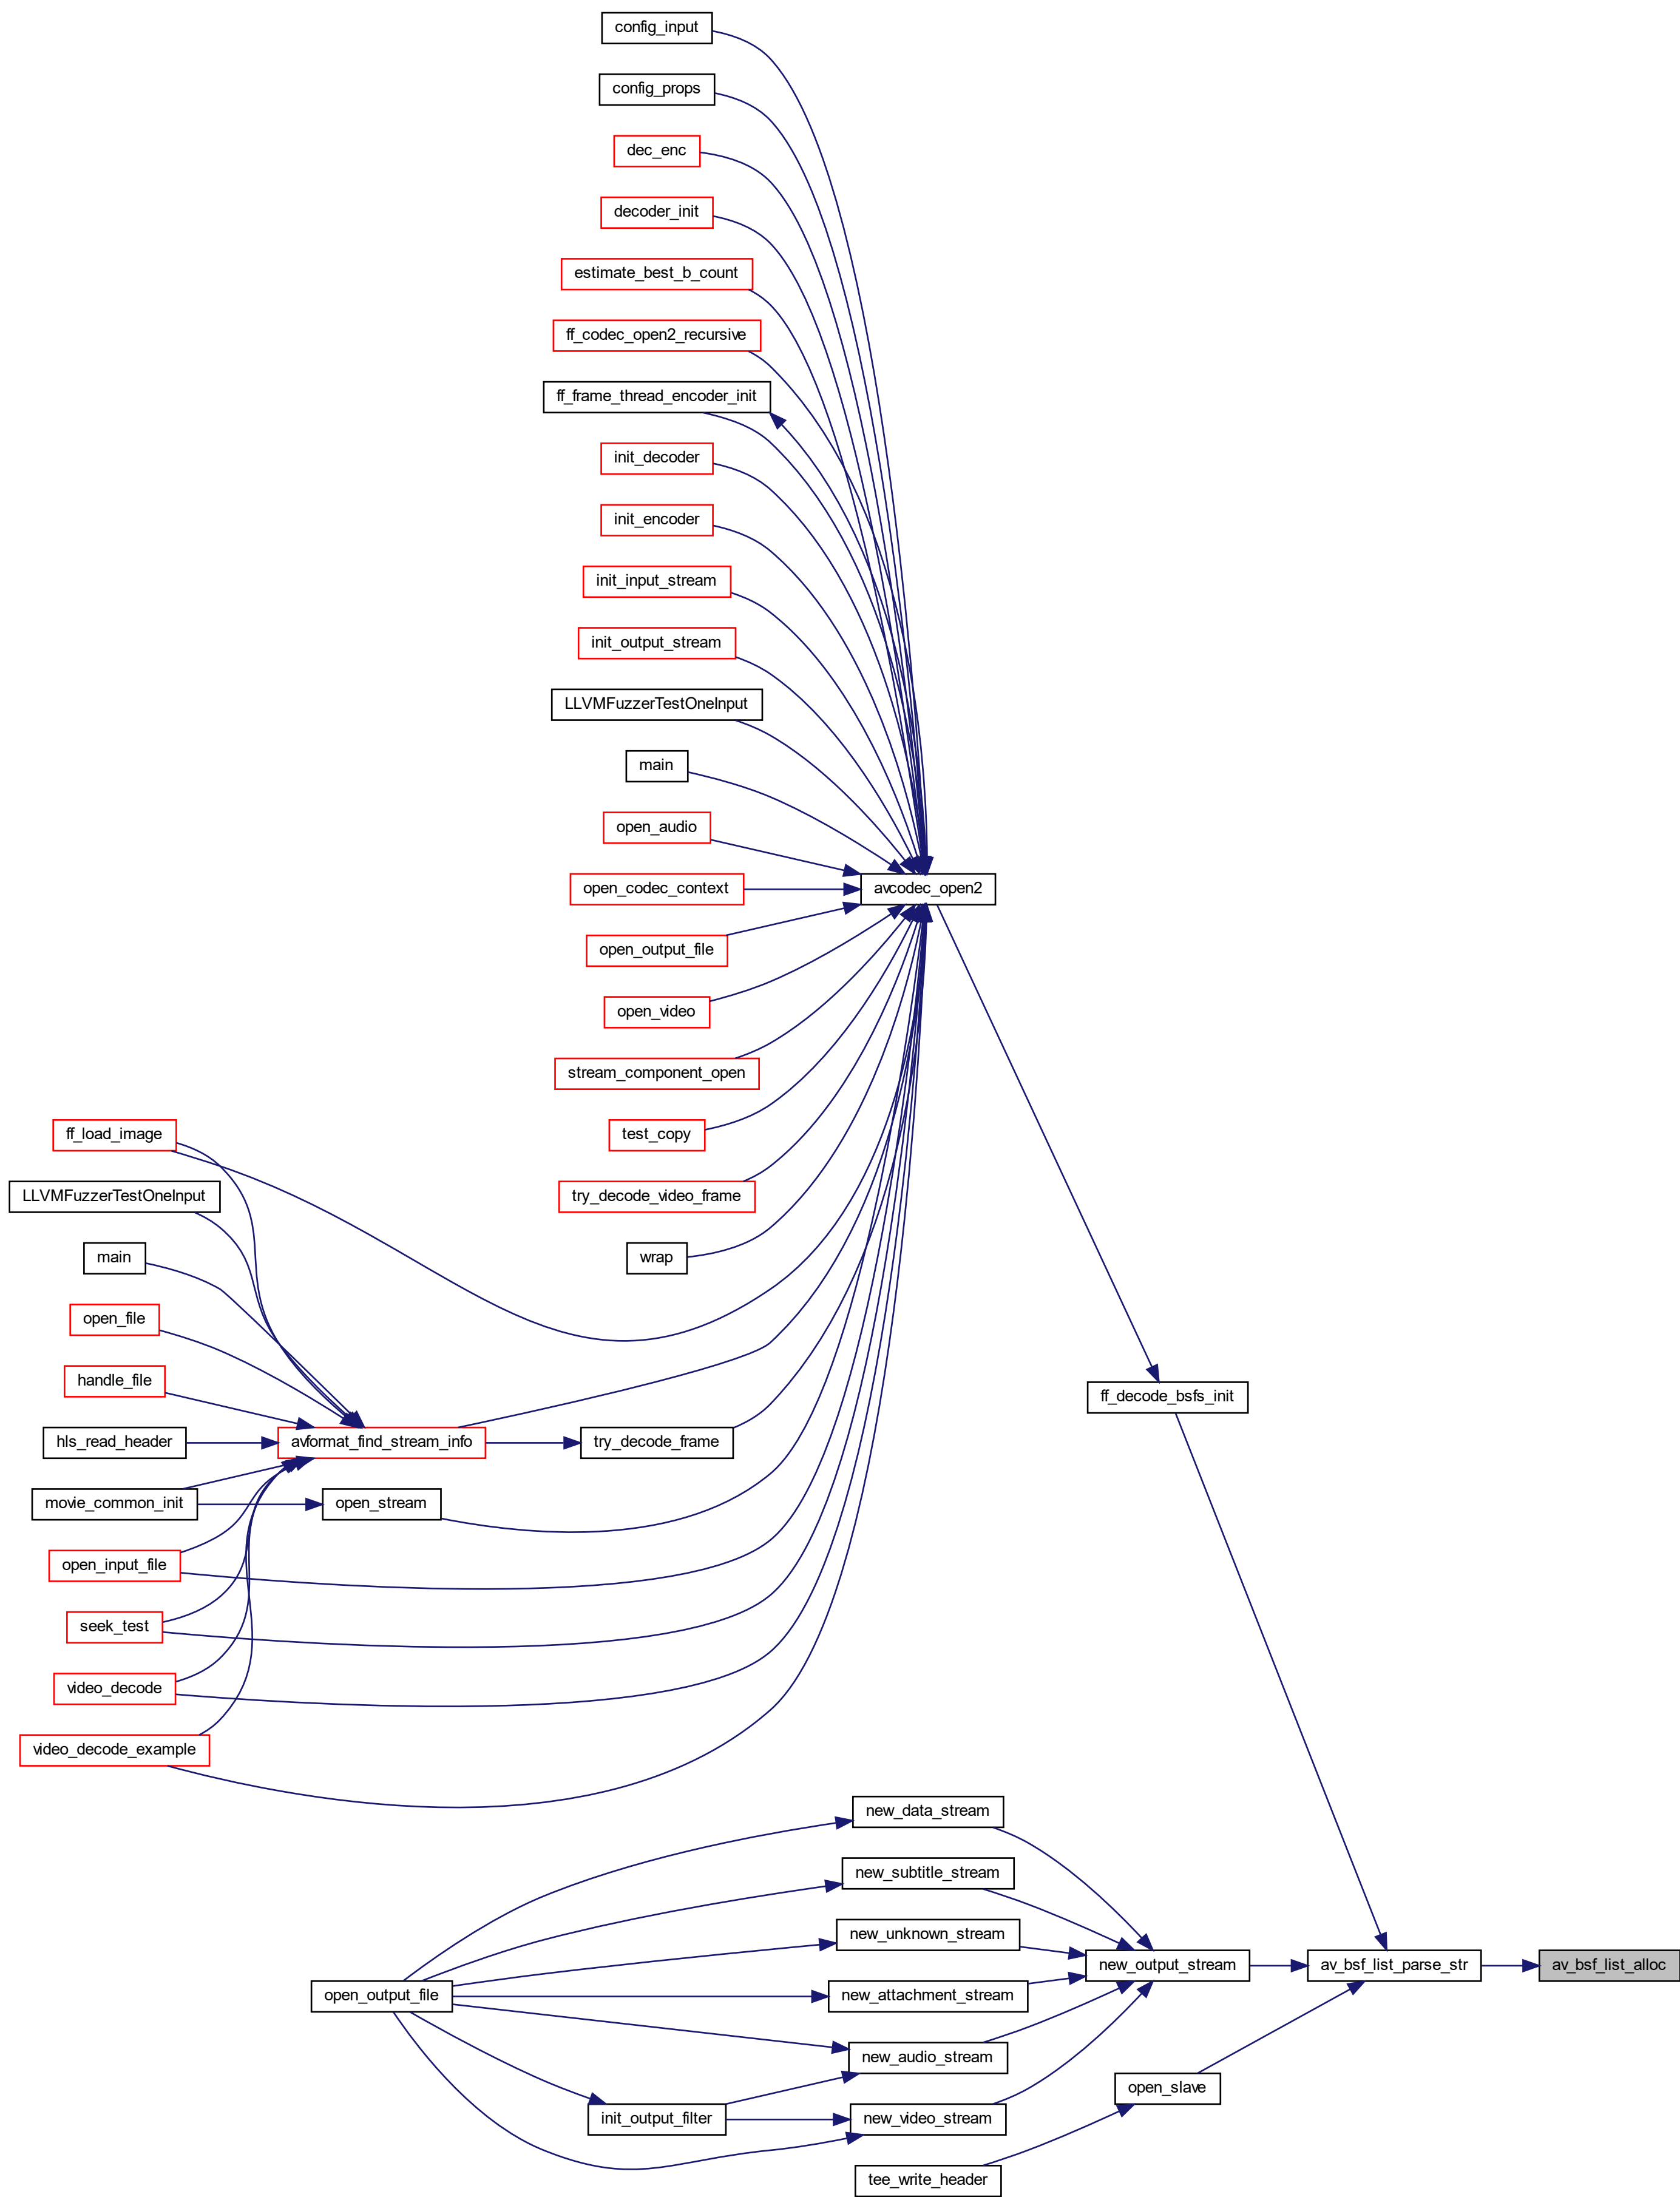 config_input
config_props
dec_enc
decoder_init
estimate_best_b_count
ff_codec_open2_recursive
ff_frame_thread_encoder_init
init_decoder
init_encoder
init_input_stream
init_output_stream
LLVMFuzzerTestOneInput
main
open_audio
open_codec_context
avcodec_open2
open_output_file
open_video
stream_component_open
test_copy
ff_load_image
try_decode_video_frame
LLVMFuzzerTestOneInput
wrap
main
open_file
handle_file
ff_decode_bsfs_init
hls_read_header
avformat_find_stream_info
try_decode_frame
movie_common_init
open_stream
open_input_file
seek_test
video_decode
video_decode_example
new_data_stream
new_subtitle_stream
new_unknown_stream
new_output_stream
av_bsf_list_parse_str
av_bsf_list_alloc
open_output_file
new_attachment_stream
new_audio_stream
open_slave
init_output_filter
new_video_stream
tee_write_header